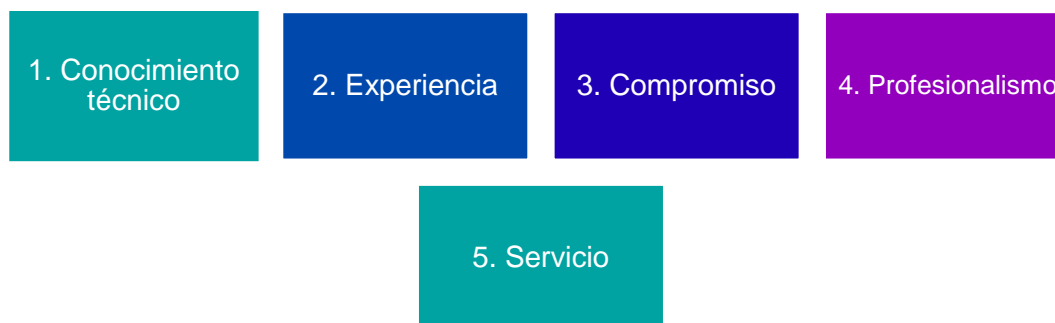 1. Conocimiento
técnico
2. Experiencia
3. Compromiso
4. Profesionalismo
5. Servicio